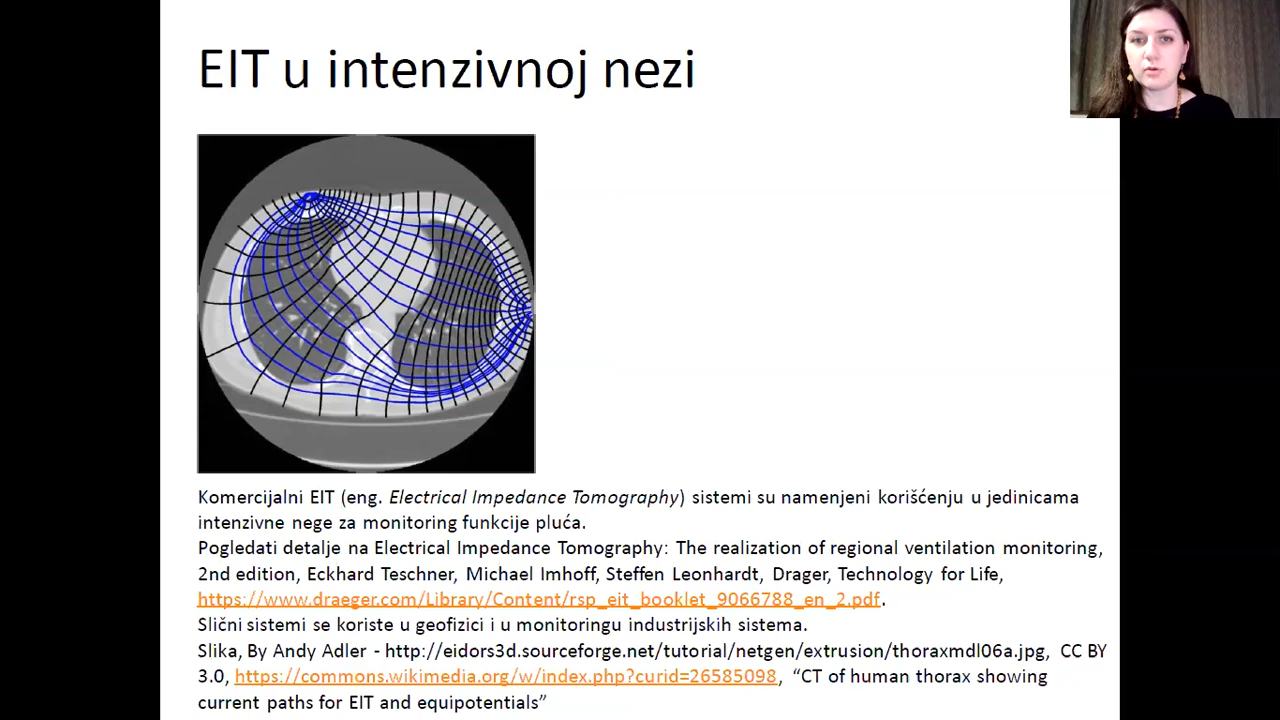 EIT u intenzivnoj nezi
Komercijalni EIT (eng. Electrical Impedance Tomography) sistemi su namenjeni korišćenju u jedinicama
intenzivne nege za monitoring funkcije pluća.
Pogledati detalje na Electrical Impedance Tomography: The realization of regional ventilation monitoring,
2nd edition, Eckhard Teschner, Michael Imhoff, Steffen Leonhardt, Drager, Technology for Life,
https://www.draeger.com/Library/Content/rsp_eit_booklet_9066788_en_2.pdf.
Slični sistemi se koriste u geofizici i u monitoringu industrijskih sistema.
Slika, By Andy Adler - http://eidors3d.sourceforge.net/tutorial/netgen/extrusion/thoraxmdl06a.jpg, CC BY
3.0, https://commons.wikimedia.org/w/index.php?curid=26585098, “CT of human thorax showing
current paths for EIT and equipotentials”